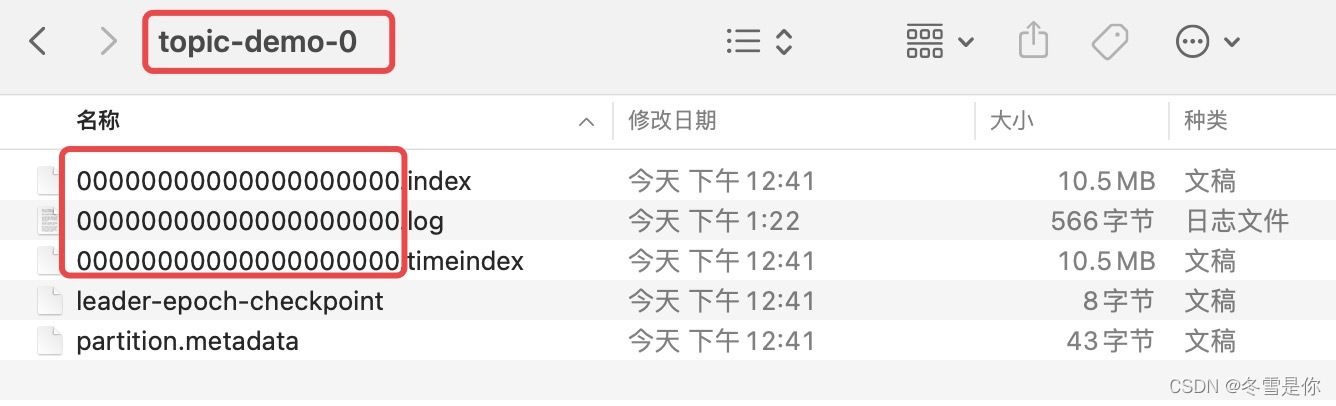 topic-demo-0
名称 修改日期 大小 种类
00000000000000000000.index 今天 下午12:41 10.5 MB 文稿
00000000000000000000.log 今天 下午1:22 566字节 日志文件
00000000000000000000.timeindex 今天 下午12:41 10.5 MB 文稿
leader-epoch-checkpoint 今天 下午12:41 8字节 文稿
partition.metadata 今天 下午12:41 43字节 文稿
CSDN @冬雪是你